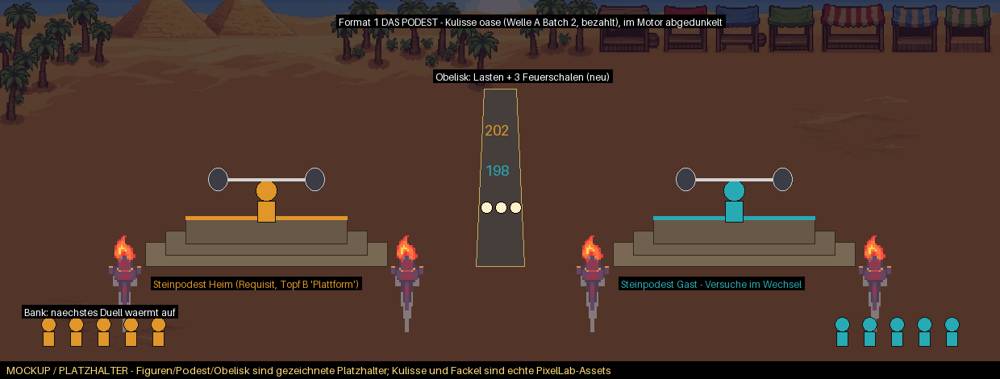 Format 1 DAS PODEST - Kulisse oase (Welle A Batch 2, bezahlt), im Motor abgedunkelt
Obelisk: Lasten + 3 Feuerschalen (neu)
202
198
Steinpodest Heim (Requisit, Topf B 'Plattform')
Steinpodest Gast - Versuche im Wechsel
Bank: naechstes Duell waermt auf
MOCKUP / PLATZHALTER - Figuren/Podest/Obelisk sind gezeichnete Platzhalter; Kulisse und Fackel sind echte PixelLab-Assets